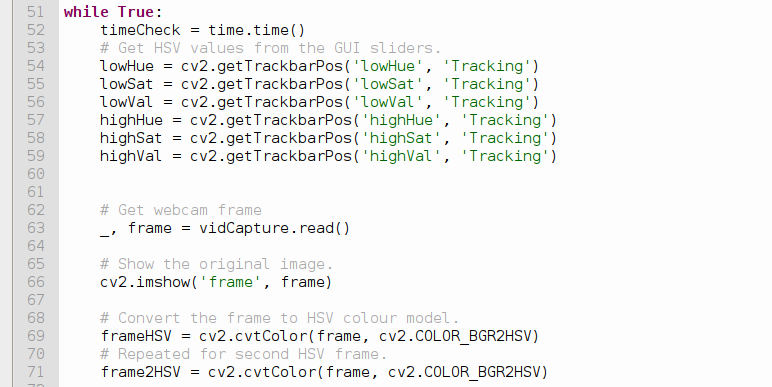 51 while True:
52     timeCheck = time.time()
53     # Get HSV values from the GUI sliders.
54     lowHue = cv2.getTrackbarPos('lowHue', 'Tracking')
55     lowSat = cv2.getTrackbarPos('lowSat', 'Tracking')
56     lowVal = cv2.getTrackbarPos('lowVal', 'Tracking')
57     highHue = cv2.getTrackbarPos('highHue', 'Tracking')
58     highSat = cv2.getTrackbarPos('highSat', 'Tracking')
59     highVal = cv2.getTrackbarPos('highVal', 'Tracking')
60
61
62     # Get webcam frame
63     _, frame = vidCapture.read()
64
65     # Show the original image.
66     cv2.imshow('frame', frame)
67
68     # Convert the frame to HSV colour model.
69     frameHSV = cv2.cvtColor(frame, cv2.COLOR_BGR2HSV)
70     # Repeated for second HSV frame.
71     frame2HSV = cv2.cvtColor(frame, cv2.COLOR_BGR2HSV)